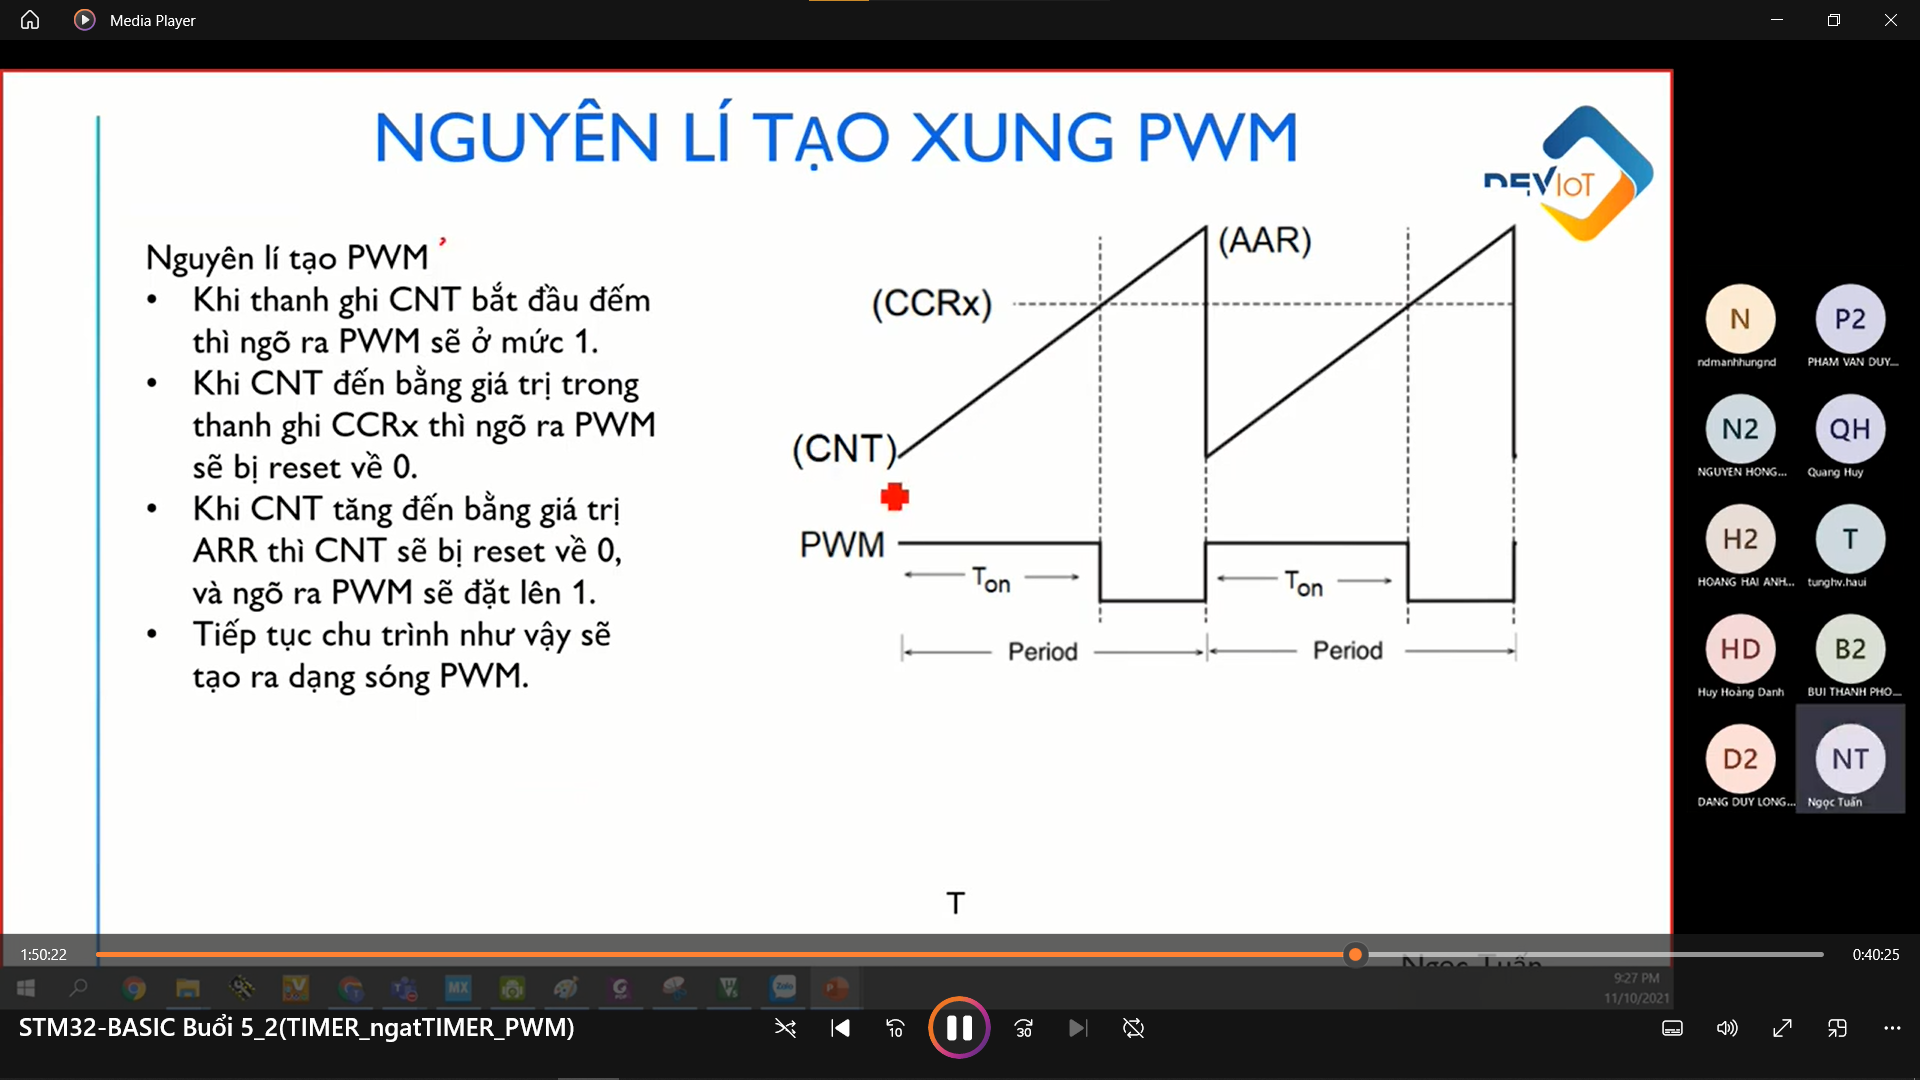 Media Player
NGUYÊN LÍ TẠO XUNG PWM
DEVIoT
Nguyên lí tạo PWM
• Khi thanh ghi CNT bắt đầu đếm
thì ngõ ra PWM sẽ ở mức 1.
• Khi CNT đến bằng giá trị trong
thanh ghi CCRx thì ngõ ra PWM
sẽ bị reset về 0.
• Khi CNT tăng đến bằng giá trị
ARR thì CNT sẽ bị reset về 0,
và ngõ ra PWM sẽ đặt lên 1.
• Tiếp tục chu trình như vậy sẽ
tạo ra dạng sóng PWM.
(AAR)
(CCRx)
(CNT)
PWM
Ton
Ton
Period
Period
T
N
ndmanhhungnd
P2
PHAM VAN DUY...
N2
NGUYEN HONG...
QH
Quang Huy
H2
HOANG HAI ANH...
T
tunghv.haui
HD
Huy Hoàng Danh
B2
BUI THANH PHO...
D2
DANG DUY LONG...
NT
Ngọc Tuấn
1:50:22
Ngọc Tuấn
0:40:25
MX
Zalo
9:27 PM
11/10/2021
STM32-BASIC Buổi 5_2(TIMER_ngatTIMER_PWM)
10
30